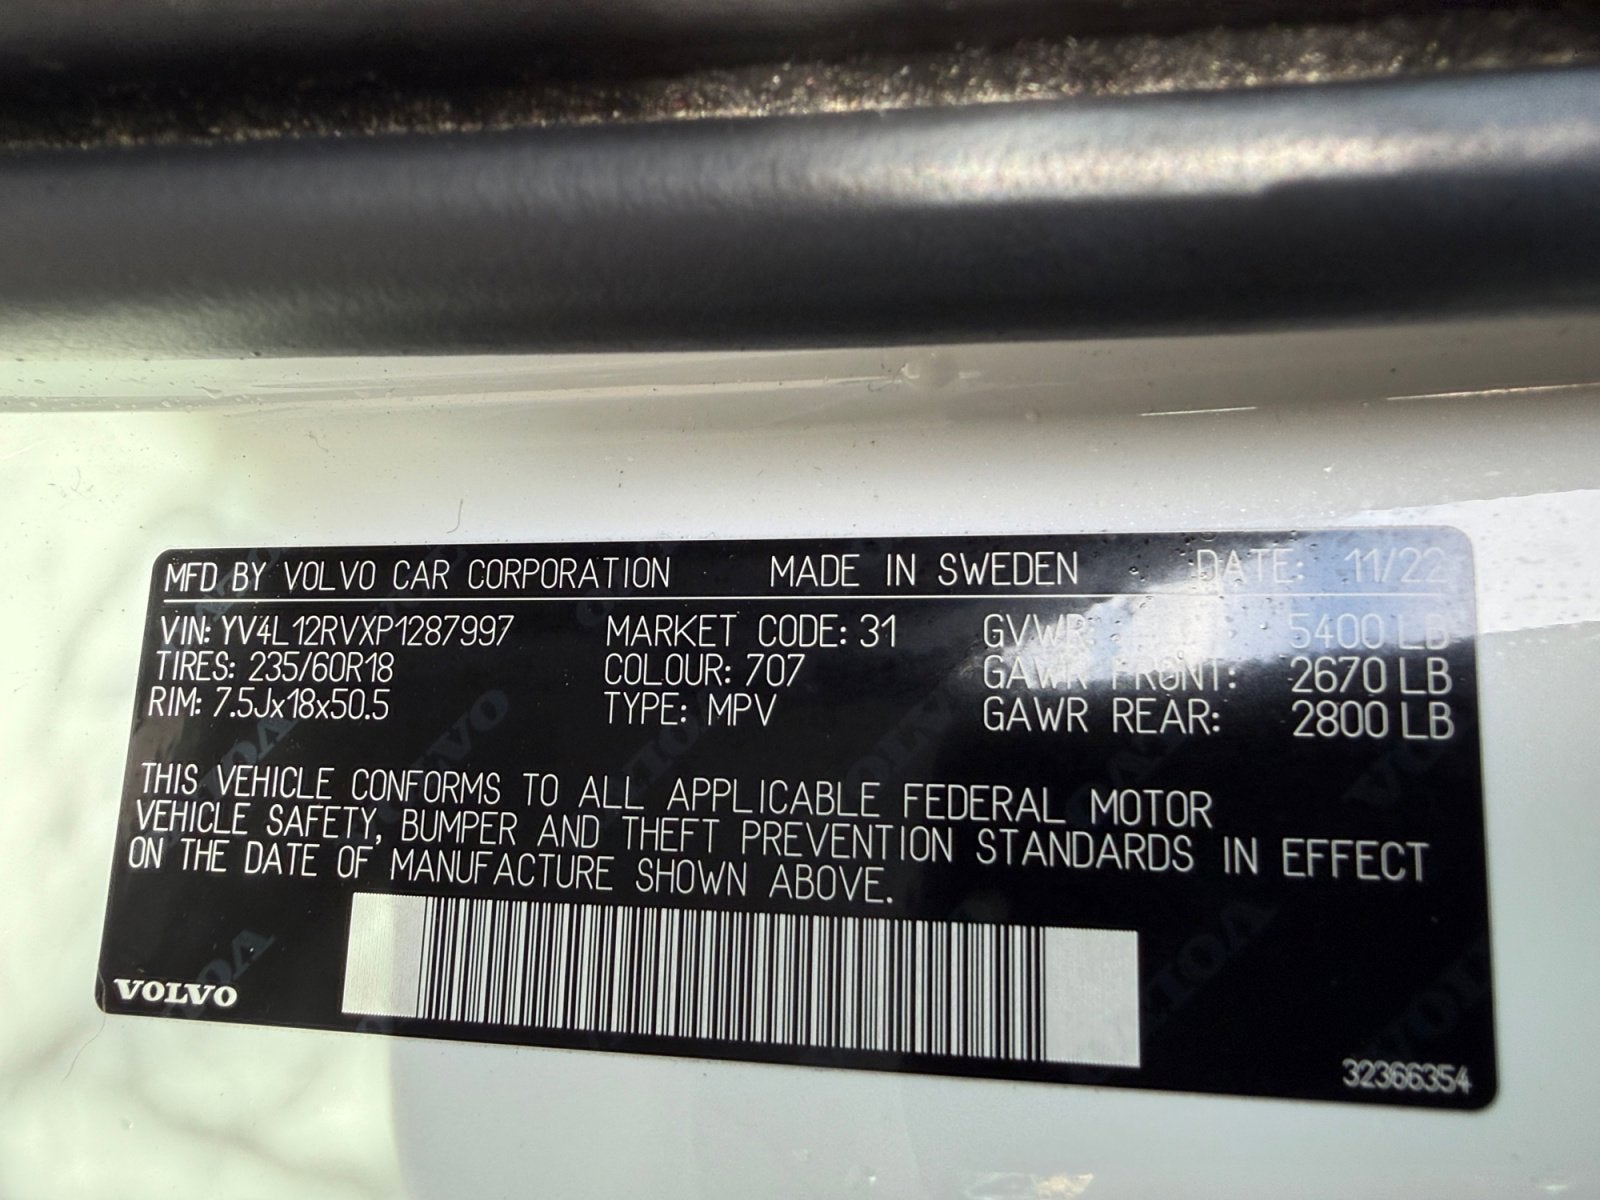 MFD BY VOLVO CAR CORPORATION MADE IN SWEDEN DATE: 11/22
VIN: YV4L12RVXP1287997 MARKET CODE: 31 GVWR: 5400 LB
TIRES: 235/60R18 COLOUR: 707 GAWR FRONT: 2670 LB
RIM: 7.5Jx18x50.5 TYPE: MPV GAWR REAR: 2800 LB
THIS VEHICLE CONFORMS TO ALL APPLICABLE FEDERAL MOTOR
VEHICLE SAFETY, BUMPER AND THEFT PREVENTION STANDARDS IN EFFECT
ON THE DATE OF MANUFACTURE SHOWN ABOVE.
VOLVO
32366354